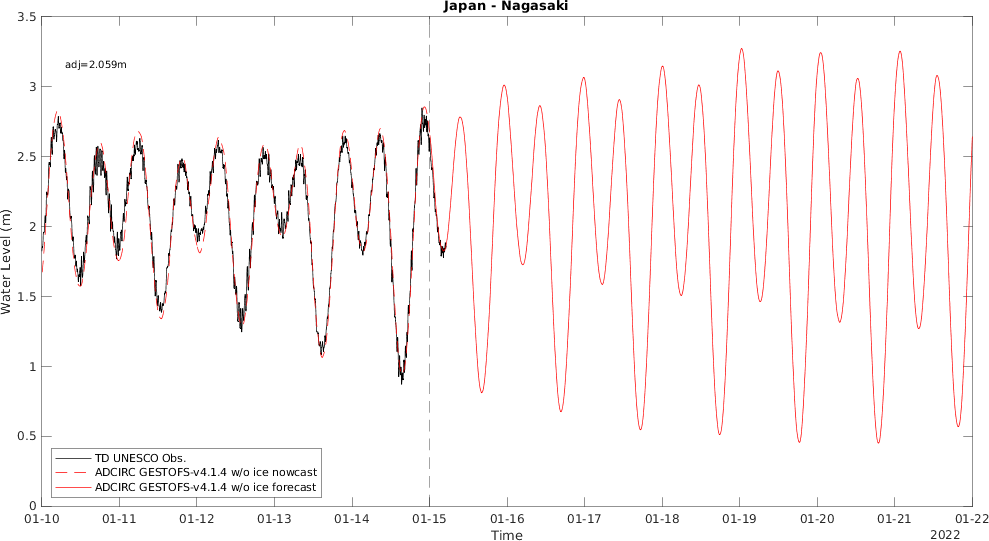 Japan - Nagasaki
3.5
adj=2.059m
3
2.5
2
1.5
1
0.5
0
Water Level (m)
TD UNESCO Obs.
ADCIRC GESTOFS-v4.1.4 w/o ice nowcast
ADCIRC GESTOFS-v4.1.4 w/o ice forecast
01-10 01-11 01-12 01-13 01-14 01-15 01-16 01-17 01-18 01-19 01-20 01-21 01-22
Time
2022